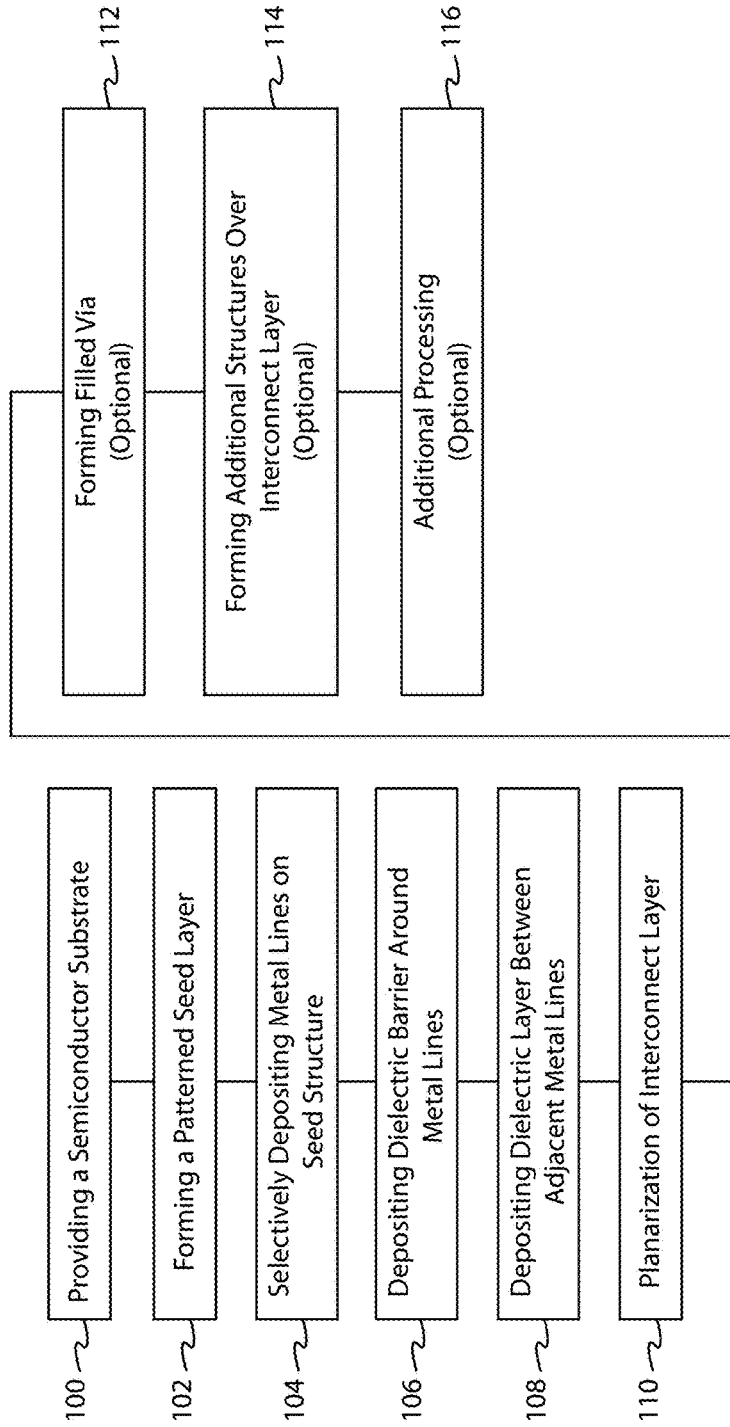 100
Providing a Semiconductor Substrate
102
Forming a Patterned Seed Layer
104
Selectively Depositing Metal Lines on
Seed Structure
106
Depositing Dielectric Barrier Around
Metal Lines
108
Depositing Dielectric Layer Between
Adjacent Metal Lines
110
Planarization of Interconnect Layer
Forming Filled Via
(Optional)
112
Forming Additional Structures Over
Interconnect Layer
(Optional)
114
Additional Processing
(Optional)
116